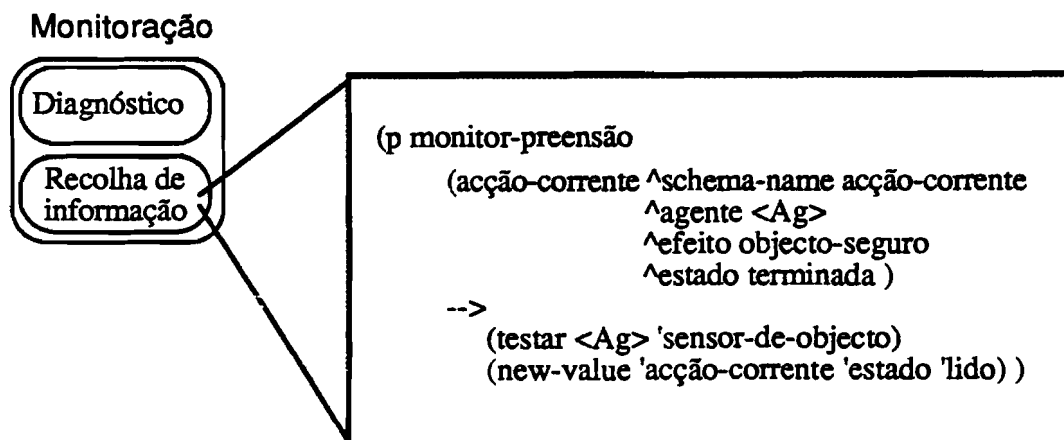 Monitoração
Diagnóstico
Recolha de
informação
(p monitor-preensão
(acção-corrente ^schema-name acção-corrente
^agente <Ag>
^efeito objecto-seguro
^estado terminada )
-->
(testar <Ag> 'sensor-de-objecto)
(new-value 'acção-corrente 'estado 'lido) )